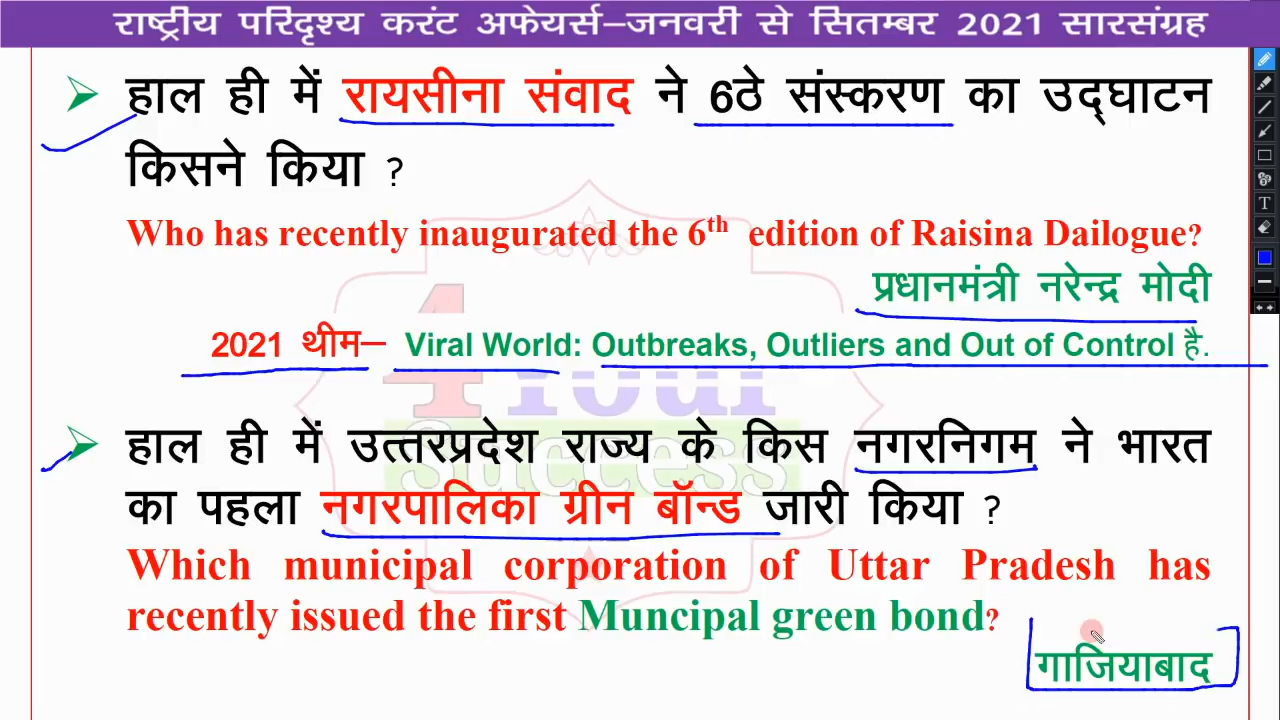 राष्ट्रीय परिदृश्य करंट अफेयर्स–जनवरी से सितम्बर 2021 सारसंग्रह
हाल ही में रायसीना संवाद ने 6ठे संस्करण का उद्घाटन
किसने किया ?
Who has recently inaugurated the 6th edition of Raisina Dailogue?
प्रधानमंत्री नरेन्द्र मोदी
2021 थीम– Viral World: Outbreaks, Outliers and Out of Control है.
4Your
Success
हाल ही में उत्तरप्रदेश राज्य के किस नगरनिगम ने भारत
का पहला नगरपालिका ग्रीन बॉन्ड जारी किया ?
Which municipal corporation of Uttar Pradesh has
recently issued the first Muncipal green bond?
गाजियाबाद